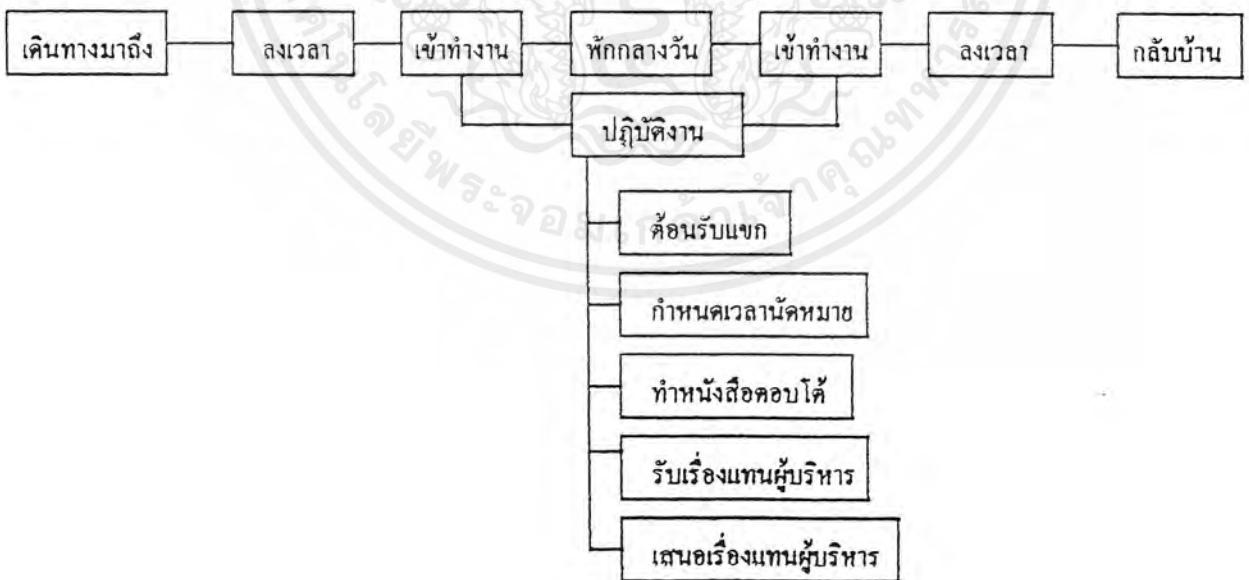 เดินทางมาถึง
ลงเวลา
เข้าทำงาน
พักกลางวัน
เข้าทำงาน
ลงเวลา
กลับบ้าน
ปฏิบัติงาน
ต้อนรับแขก
กำหนดเวลานัดหมาย
ทำหนังสือตอบโต้
รับเรื่องแทนผู้บริหาร
เสนอเรื่องแทนผู้บริหาร